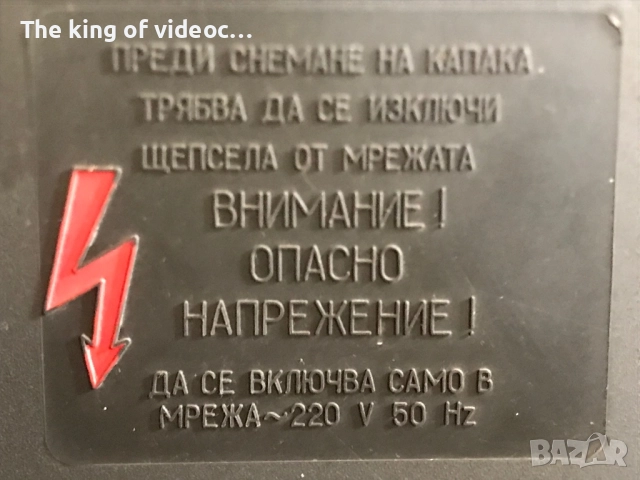 The king of videoc...
ПРЕДИ СНЕМАНЕ НА КАПАКА
ТРЯБВА ДА СЕ ИЗКЛЮЧИ
ЩЕПСЕЛА ОТ МРЕЖАТА
ВНИМАНИЕ!
ОПАСНО
НАПРЕЖЕНИЕ!
ДА СЕ ВКЛЮЧВА САМО В
МРЕЖА~220 V 50 Hz
BAZAR